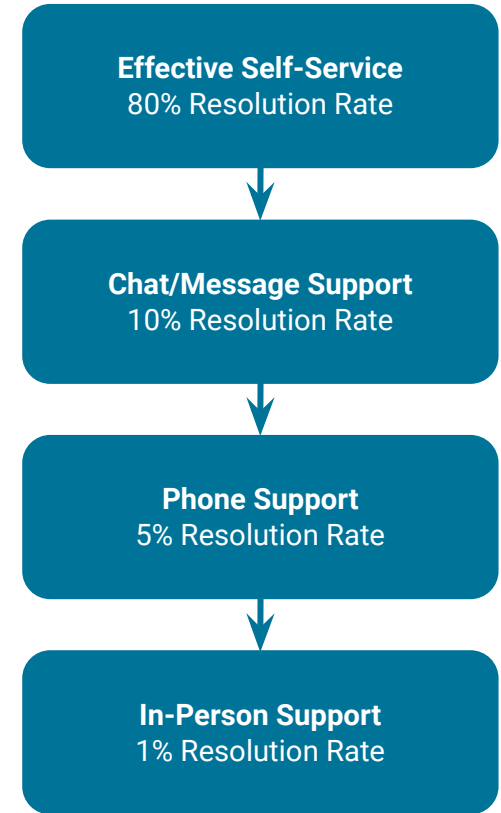 Effective Self-Service
80% Resolution Rate
Chat/Message Support
10% Resolution Rate
Phone Support
5% Resolution Rate
In-Person Support
1% Resolution Rate